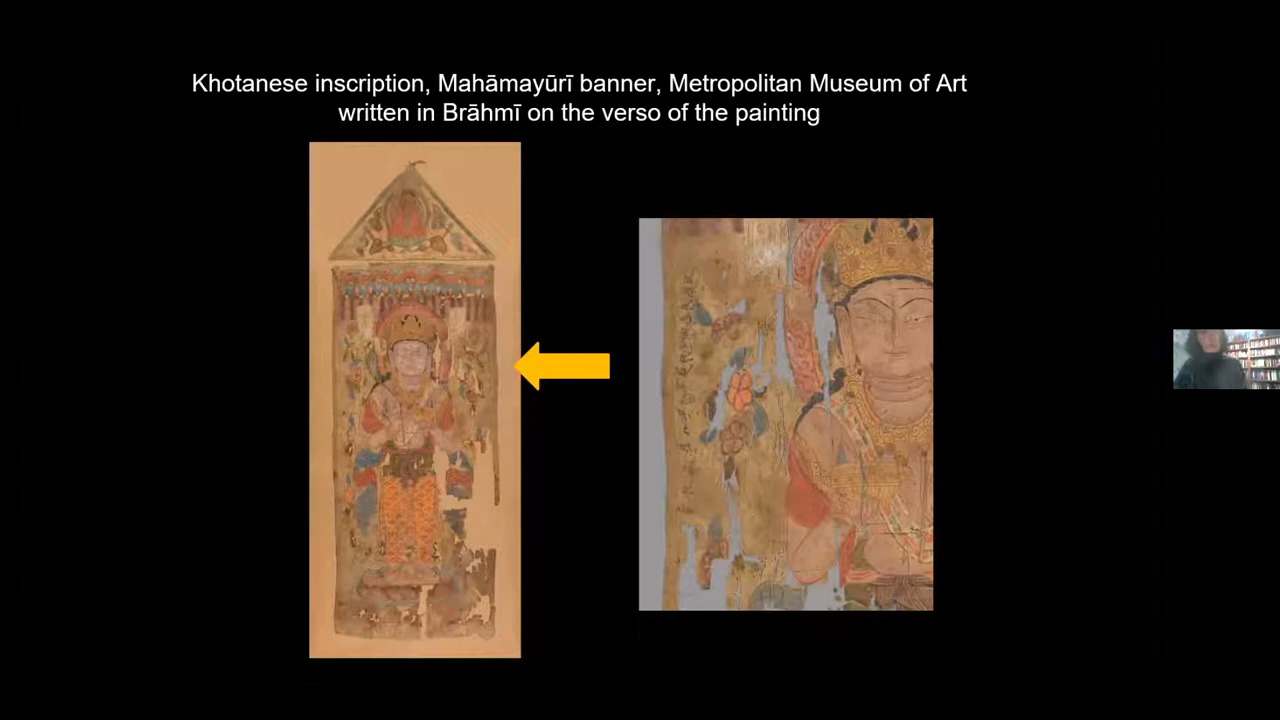 Khotanese inscription, Mahāmayūrī banner, Metropolitan Museum of Art
written in Brāhmī on the verso of the painting